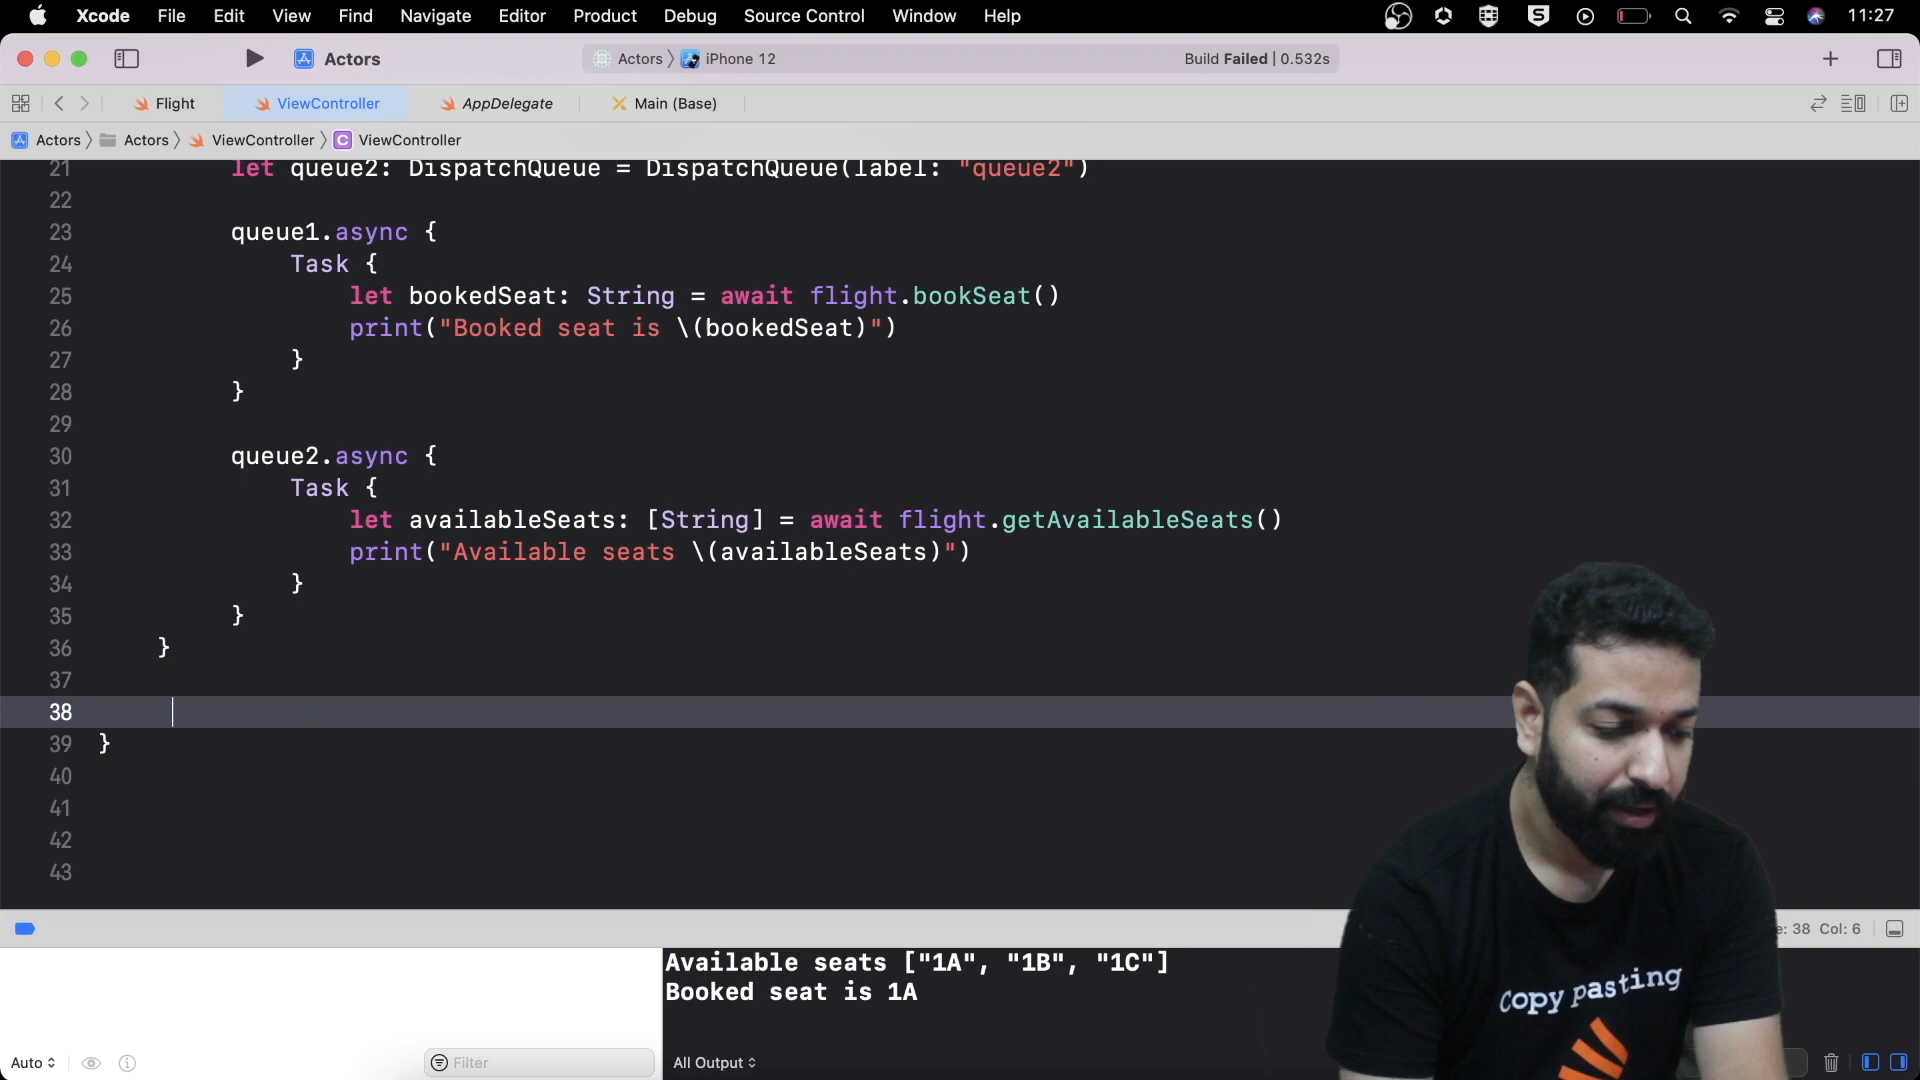 Xcode File Edit View Find Navigate Editor Product Debug Source Control Window Help 11:27
Actors Actors 〉 iPhone 12 Build Failed | 0.532s
Flight ViewController AppDelegate Main (Base)
Actors 〉 Actors 〉 ViewController 〉 C ViewController
21 let queue2: DispatchQueue = DispatchQueue(label: "queue2")
22
23 queue1.async {
24 Task {
25 let bookedSeat: String = await flight.bookSeat()
26 print("Booked seat is \(bookedSeat)")
27 }
28 }
29
30 queue2.async {
31 Task {
32 let availableSeats: [String] = await flight.getAvailableSeats()
33 print("Available seats \(availableSeats)")
34 }
35 }
36 }
37
38
39 }
40
41
42
43
e: 38 Col: 6
Available seats ["1A", "1B", "1C"]
Booked seat is 1A
Auto Filter All Output
Copy pasting